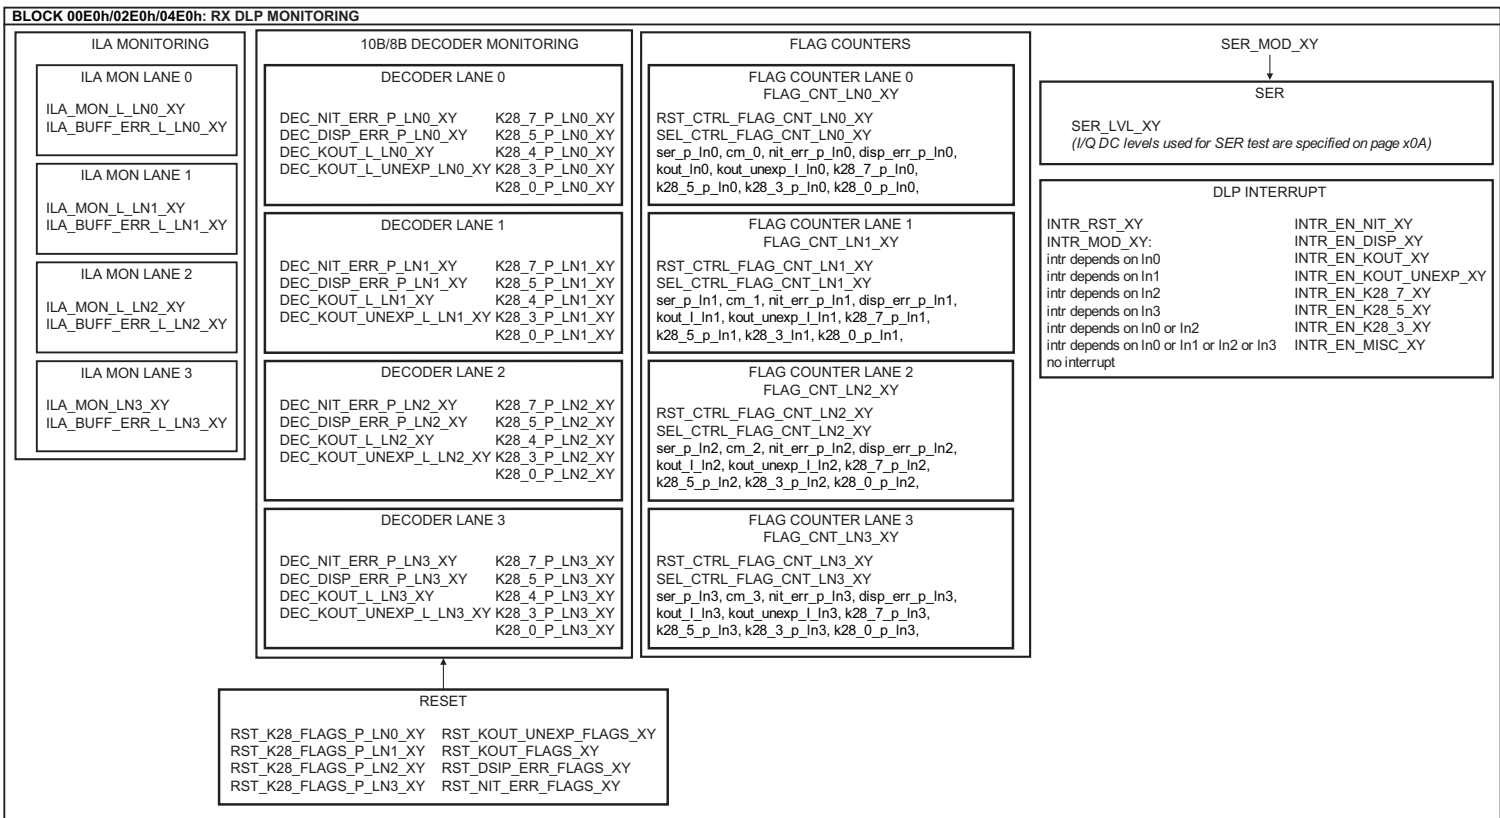 BLOCK 00E0h/02E0h/04E0h: RX DLP MONITORING
ILA MONITORING
ILA MON LANE 0
ILA_MON_L_LN0_XY
ILA_BUFF_ERR_L_LN0_XY
ILA MON LANE 1
ILA_MON_L_LN1_XY
ILA_BUFF_ERR_L_LN1_XY
ILA MON LANE 2
ILA_MON_L_LN2_XY
ILA_BUFF_ERR_L_LN2_XY
ILA MON LANE 3
ILA_MON_LN3_XY
ILA_BUFF_ERR_L_LN3_XY
10B/8B DECODER MONITORING
DECODER LANE 0
DEC_NIT_ERR_P_LN0_XY K28_7_P_LN0_XY
DEC_DISP_ERR_P_LN0_XY K28_5_P_LN0_XY
DEC_KOUT_L_LN0_XY K28_4_P_LN0_XY
DEC_KOUT_L_UNEXP_LN0_XY K28_3_P_LN0_XY
K28_0_P_LN0_XY
DECODER LANE 1
DEC_NIT_ERR_P_LN1_XY K28_7_P_LN1_XY
DEC_DISP_ERR_P_LN1_XY K28_5_P_LN1_XY
DEC_KOUT_L_LN1_XY K28_4_P_LN1_XY
DEC_KOUT_UNEXP_L_LN1_XY K28_3_P_LN1_XY
K28_0_P_LN1_XY
DECODER LANE 2
DEC_NIT_ERR_P_LN2_XY K28_7_P_LN2_XY
DEC_DISP_ERR_P_LN2_XY K28_5_P_LN2_XY
DEC_KOUT_L_LN2_XY K28_4_P_LN2_XY
DEC_KOUT_UNEXP_L_LN2_XY K28_3_P_LN2_XY
K28_0_P_LN2_XY
DECODER LANE 3
DEC_NIT_ERR_P_LN3_XY K28_7_P_LN3_XY
DEC_DISP_ERR_P_LN3_XY K28_5_P_LN3_XY
DEC_KOUT_L_LN3_XY K28_4_P_LN3_XY
DEC_KOUT_UNEXP_L_LN3_XY K28_3_P_LN3_XY
K28_0_P_LN3_XY
FLAG COUNTERS
FLAG COUNTER LANE 0
FLAG_CNT_LN0_XY
RST_CTRL_FLAG_CNT_LN0_XY
SEL_CTRL_FLAG_CNT_LN0_XY
ser_p_ln0, cm_0, nit_err_p_ln0, disp_err_p_ln0,
kout_ln0, kout_unexp_l_ln0, k28_7_p_ln0,
k28_5_p_ln0, k28_3_p_ln0, k28_0_p_ln0,
FLAG COUNTER LANE 1
FLAG_CNT_LN1_XY
RST_CTRL_FLAG_CNT_LN1_XY
SEL_CTRL_FLAG_CNT_LN1_XY
ser_p_ln1, cm_1, nit_err_p_ln1, disp_err_p_ln1,
kout_l_ln1, kout_unexp_l_ln1, k28_7_p_ln1,
k28_5_p_ln1, k28_3_ln1, k28_0_p_ln1,
FLAG COUNTER LANE 2
FLAG_CNT_LN2_XY
RST_CTRL_FLAG_CNT_LN2_XY
SEL_CTRL_FLAG_CNT_LN2_XY
ser_p_ln2, cm_2, nit_err_p_ln2, disp_err_p_ln2,
kout_l_ln2, kout_unexp_l_ln2, k28_7_p_ln2,
k28_5_p_ln2, k28_3_p_ln2, k28_0_p_ln2,
FLAG COUNTER LANE 3
FLAG_CNT_LN3_XY
RST_CTRL_FLAG_CNT_LN3_XY
SEL_CTRL_FLAG_CNT_LN3_XY
ser_p_ln3, cm_3, nit_err_p_ln3, disp_err_p_ln3,
kout_l_ln3, kout_unexp_l_ln3, k28_7_p_ln3,
k28_5_p_ln3, k28_3_p_ln3, k28_0_p_ln3,
SER_MOD_XY
SER
SER_LVL_XY
(I/Q DC levels used for SER test are specified on page x0A)
DLP INTERRUPT
INTR_RST_XY INTR_EN_NIT_XY
INTR_MOD_XY: INTR_EN_DISP_XY
intr depends on ln0 INTR_EN_KOUT_XY
intr depends on ln1 INTR_EN_KOUT_UNEXP_XY
intr depends on ln2 INTR_EN_K28_7_XY
intr depends on ln3 INTR_EN_K28_5_XY
intr depends on ln0 or ln2 INTR_EN_K28_3_XY
intr depends on ln0 or ln1 or ln2 or ln3 INTR_EN_MISC_XY
no interrupt
RESET
RST_K28_FLAGS_P_LN0_XY RST_KOUT_UNEXP_FLAGS_XY
RST_K28_FLAGS_P_LN1_XY RST_KOUT_FLAGS_XY
RST_K28_FLAGS_P_LN2_XY RST_DSIP_ERR_FLAGS_XY
RST_K28_FLAGS_P_LN3_XY RST_NIT_ERR_FLAGS_XY